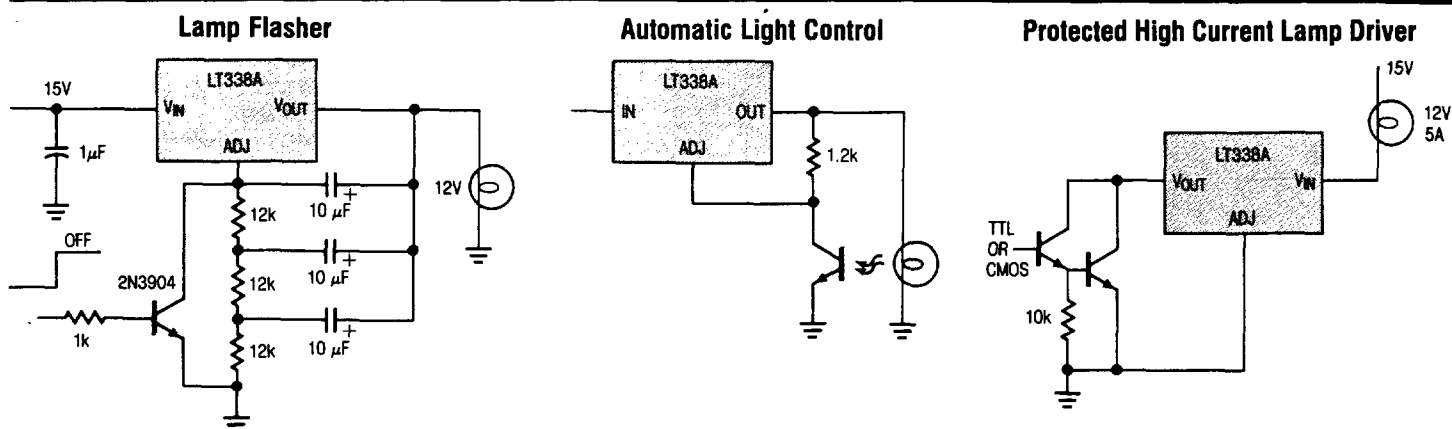 Lamp Flasher
15V
LT338A
VIN
VOUT
ADJ
1μF
12V
10 μF
12k
OFF
10 μF
2N3904
12k
10 μF
1k
12k
Automatic Light Control
LT338A
IN
OUT
ADJ
1.2k
Protected High Current Lamp Driver
15V
12V
5A
LT338A
VOUT
VIN
ADJ
TTL
OR
CMOS
10k